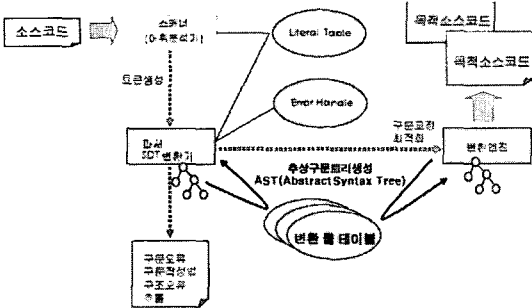 소스코드
스캐너
(어휘분석기)
Literal Table
목적소스코드
목적소스코드
토큰생성
Error Handle
파서
SDT변환기
구문교정
최적화
변환엔진
추상구문트리생성
AST(Abstract Syntax Tree)
변환 룰 테이블
구문오류
구문적성법
구조오류
추출